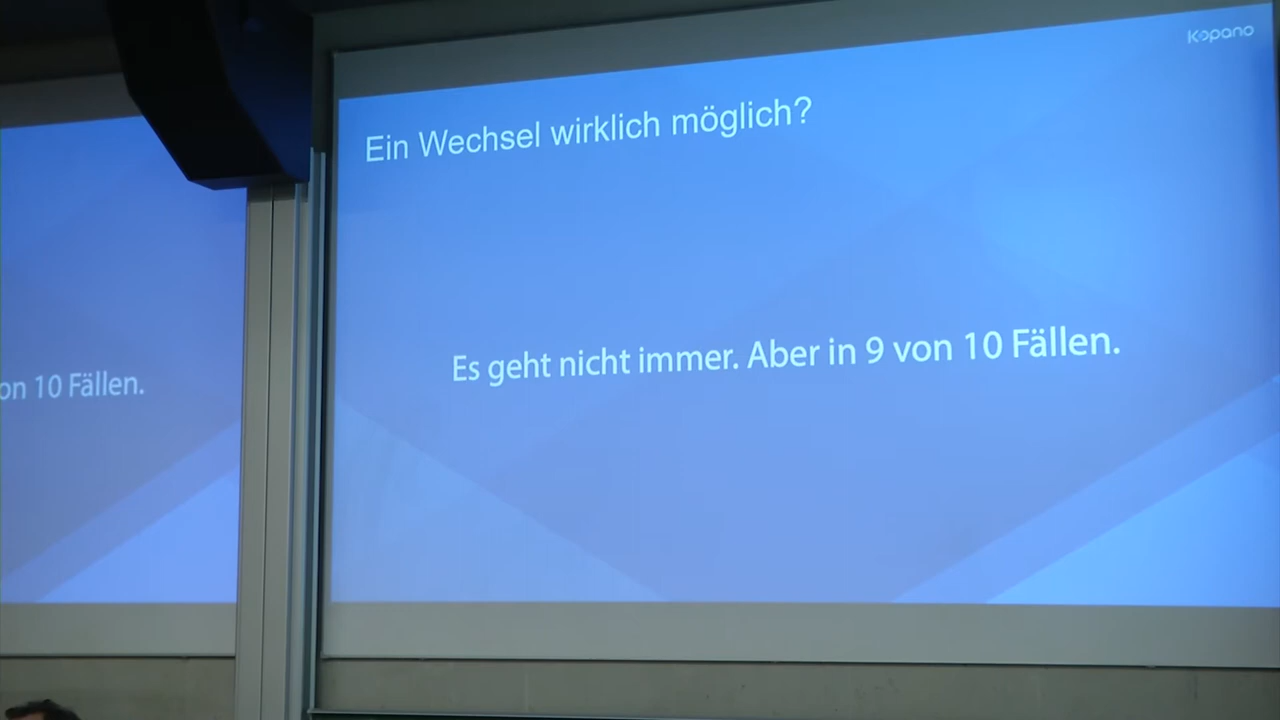 Kopano
Ein Wechsel wirklich möglich?
Es geht nicht immer. Aber in 9 von 10 Fällen.
on 10 Fällen.